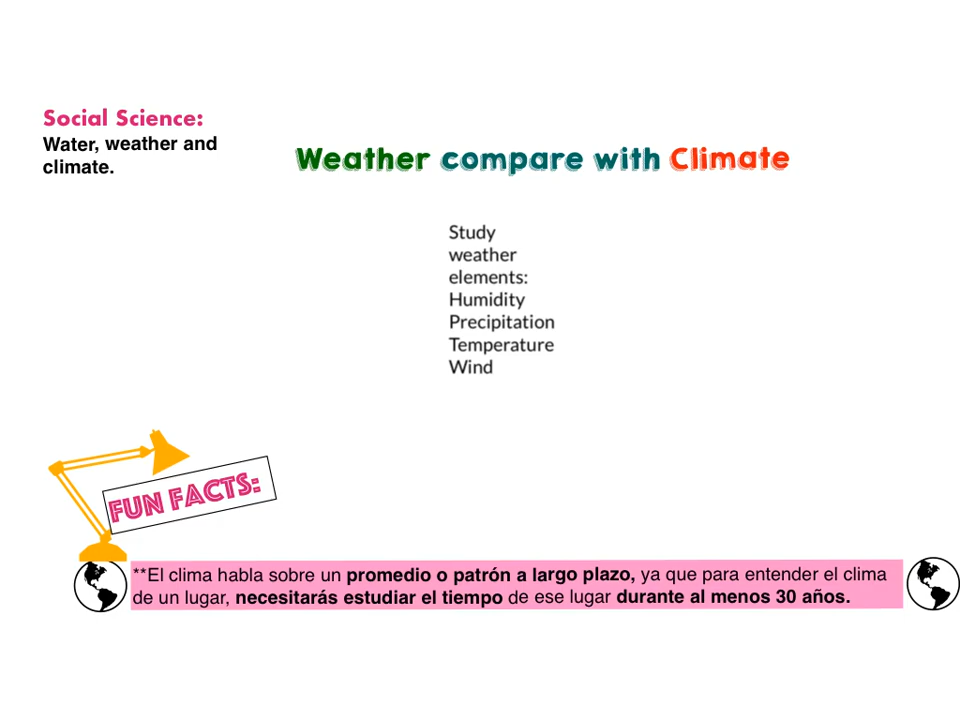 Social Science:
Water, weather and
climate.
Weather compare with Climate
Study
weather
elements:
Humidity
Precipitation
Temperature
Wind
FUN FACTS:
**El clima habla sobre un promedio o patrón a largo plazo, ya que para entender el clima
de un lugar, necesitarás estudiar el tiempo de ese lugar durante al menos 30 años.